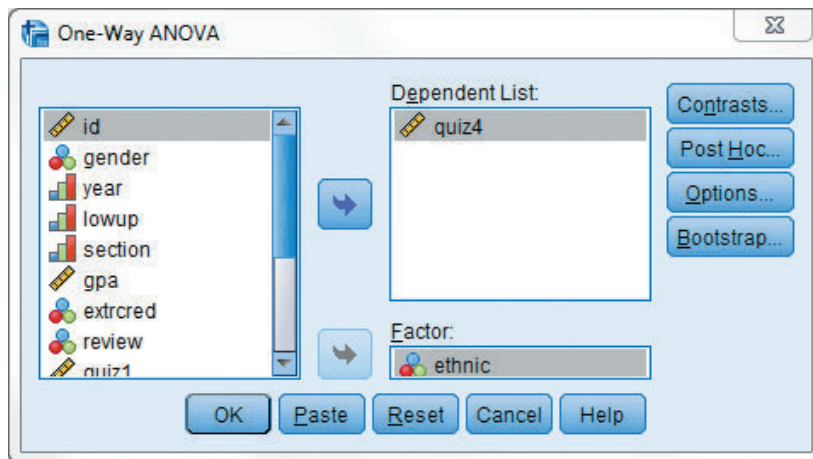 One-Way ANOVA
id
gender
year
lowup
section
gpa
extrcred
review
quiz1
Dependent List:
quiz4
Factor:
ethnic
Contrasts...
Post Hoc...
Options...
Bootstrap...
OK Paste Reset Cancel Help